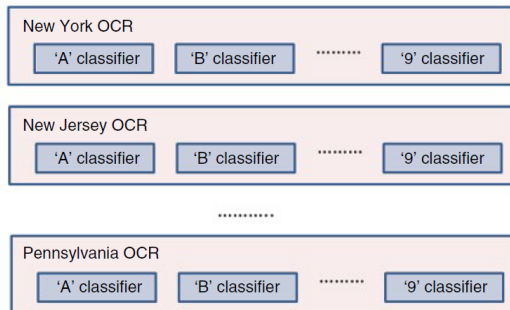 New York OCR
'A' classifier 'B' classifier ......... '9' classifier
New Jersey OCR
'A' classifier 'B' classifier ......... '9' classifier
...........
Pennsylvania OCR
'A' classifier 'B' classifier ......... '9' classifier